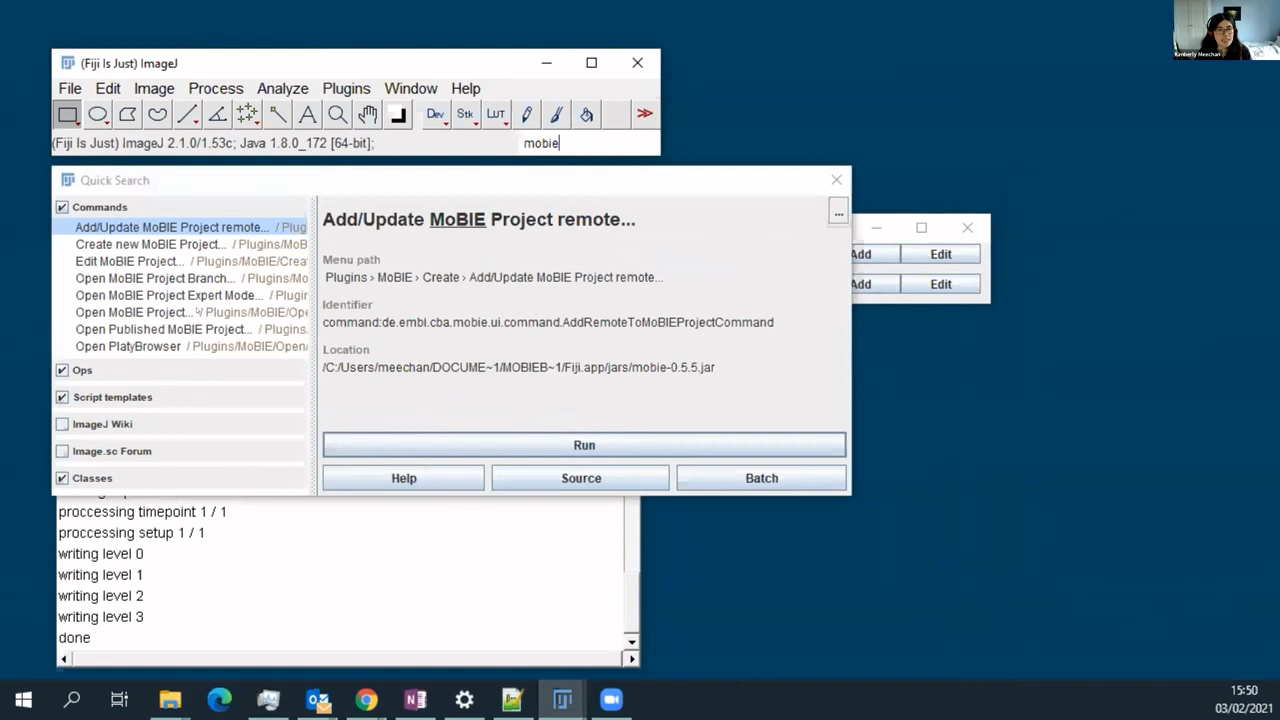 Kimberly Meechan
(Fiji Is Just) ImageJ
File Edit Image Process Analyze Plugins Window Help
Dev Stk LUT
(Fiji Is Just) ImageJ 2.1.0/1.53c; Java 1.8.0_172 [64-bit];
mobie
Quick Search
Commands
Add/Update MoBIE Project remote... / Plug
Create new MoBIE Project... / Plugins/MoB
Edit MoBIE Project... / Plugins/MoBIE/Crea
Open MoBIE Project Branch... / Plugins/Mo
Open MoBIE Project Expert Mode... / Plugin
Open MoBIE Project... / Plugins/MoBIE/Ope
Open Published MoBIE Project... / Plugins.
Open PlatyBrowser / Plugins/MoBIE/Open/
Ops
Script templates
ImageJ Wiki
Image.sc Forum
Classes
Add/Update MoBIE Project remote...
...
Menu path
Plugins › MoBIE › Create › Add/Update MoBIE Project remote...
Identifier
command:de.embl.cba.mobie.ui.command.AddRemoteToMoBIEProjectCommand
Location
/C:/Users/meechan/DOCUME~1/MOBIEB~1/Fiji.app/jars/mobie-0.5.5.jar
Run
Help Source Batch
Add Edit
Add Edit
proccessing timepoint 1 / 1
proccessing setup 1 / 1
writing level 0
writing level 1
writing level 2
writing level 3
done
15:50
03/02/2021